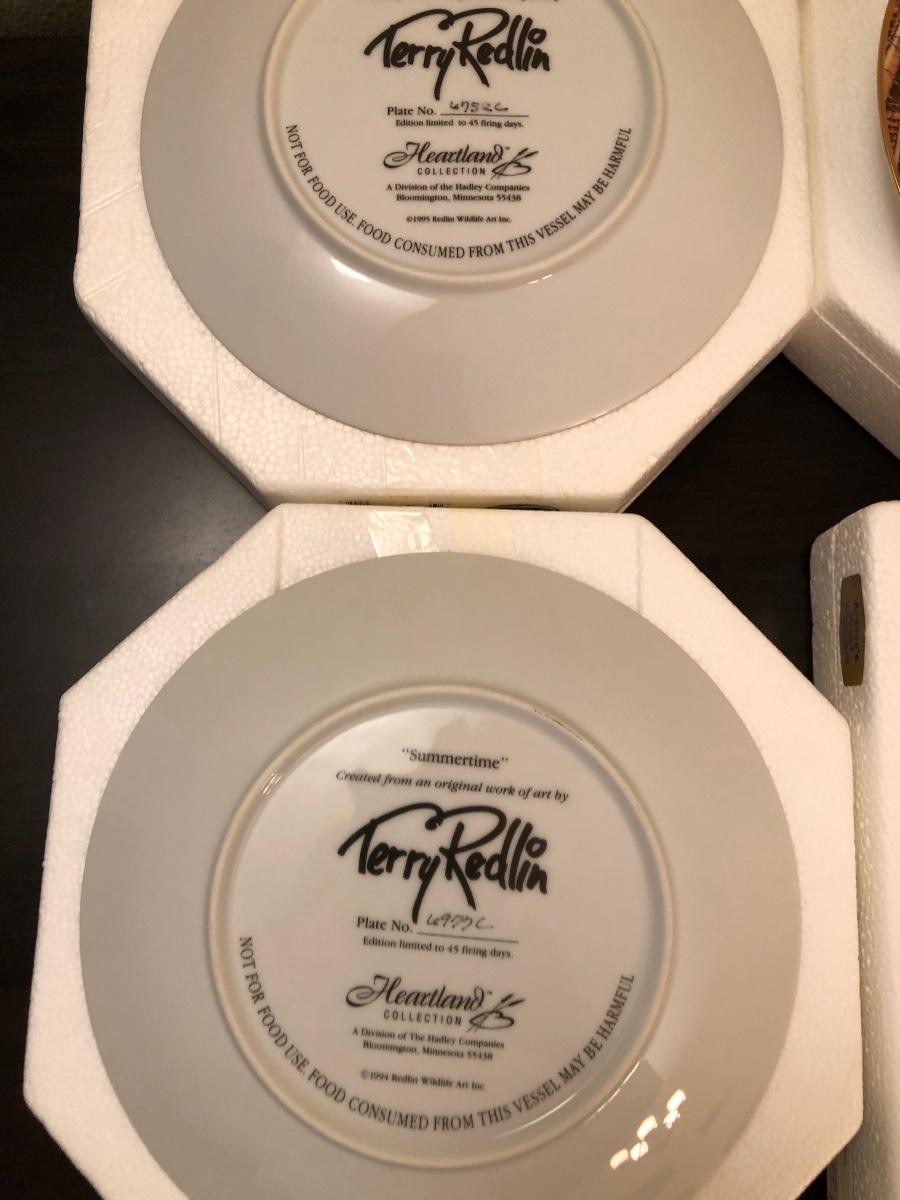 Terry Redlin
Plate No.
Edition limited to 45 firing days.
Heartland™
COLLECTION
A Division of the Hadley Companies
Bloomington, Minnesota 55438
©1995 Redlin Wildlife Art Inc.
NOT FOR FOOD USE. FOOD CONSUMED FROM THIS VESSEL MAY BE HARMFUL
"Summertime"
Created from an original work of art by
Terry Redlin
Plate No.
Edition limited to 45 firing days.
Heartland™
COLLECTION
A Division of The Hadley Companies
Bloomington, Minnesota 55438
©1994 Redlin Wildlife Art Inc
NOT FOR FOOD USE. FOOD CONSUMED FROM THIS VESSEL MAY BE HARMFUL